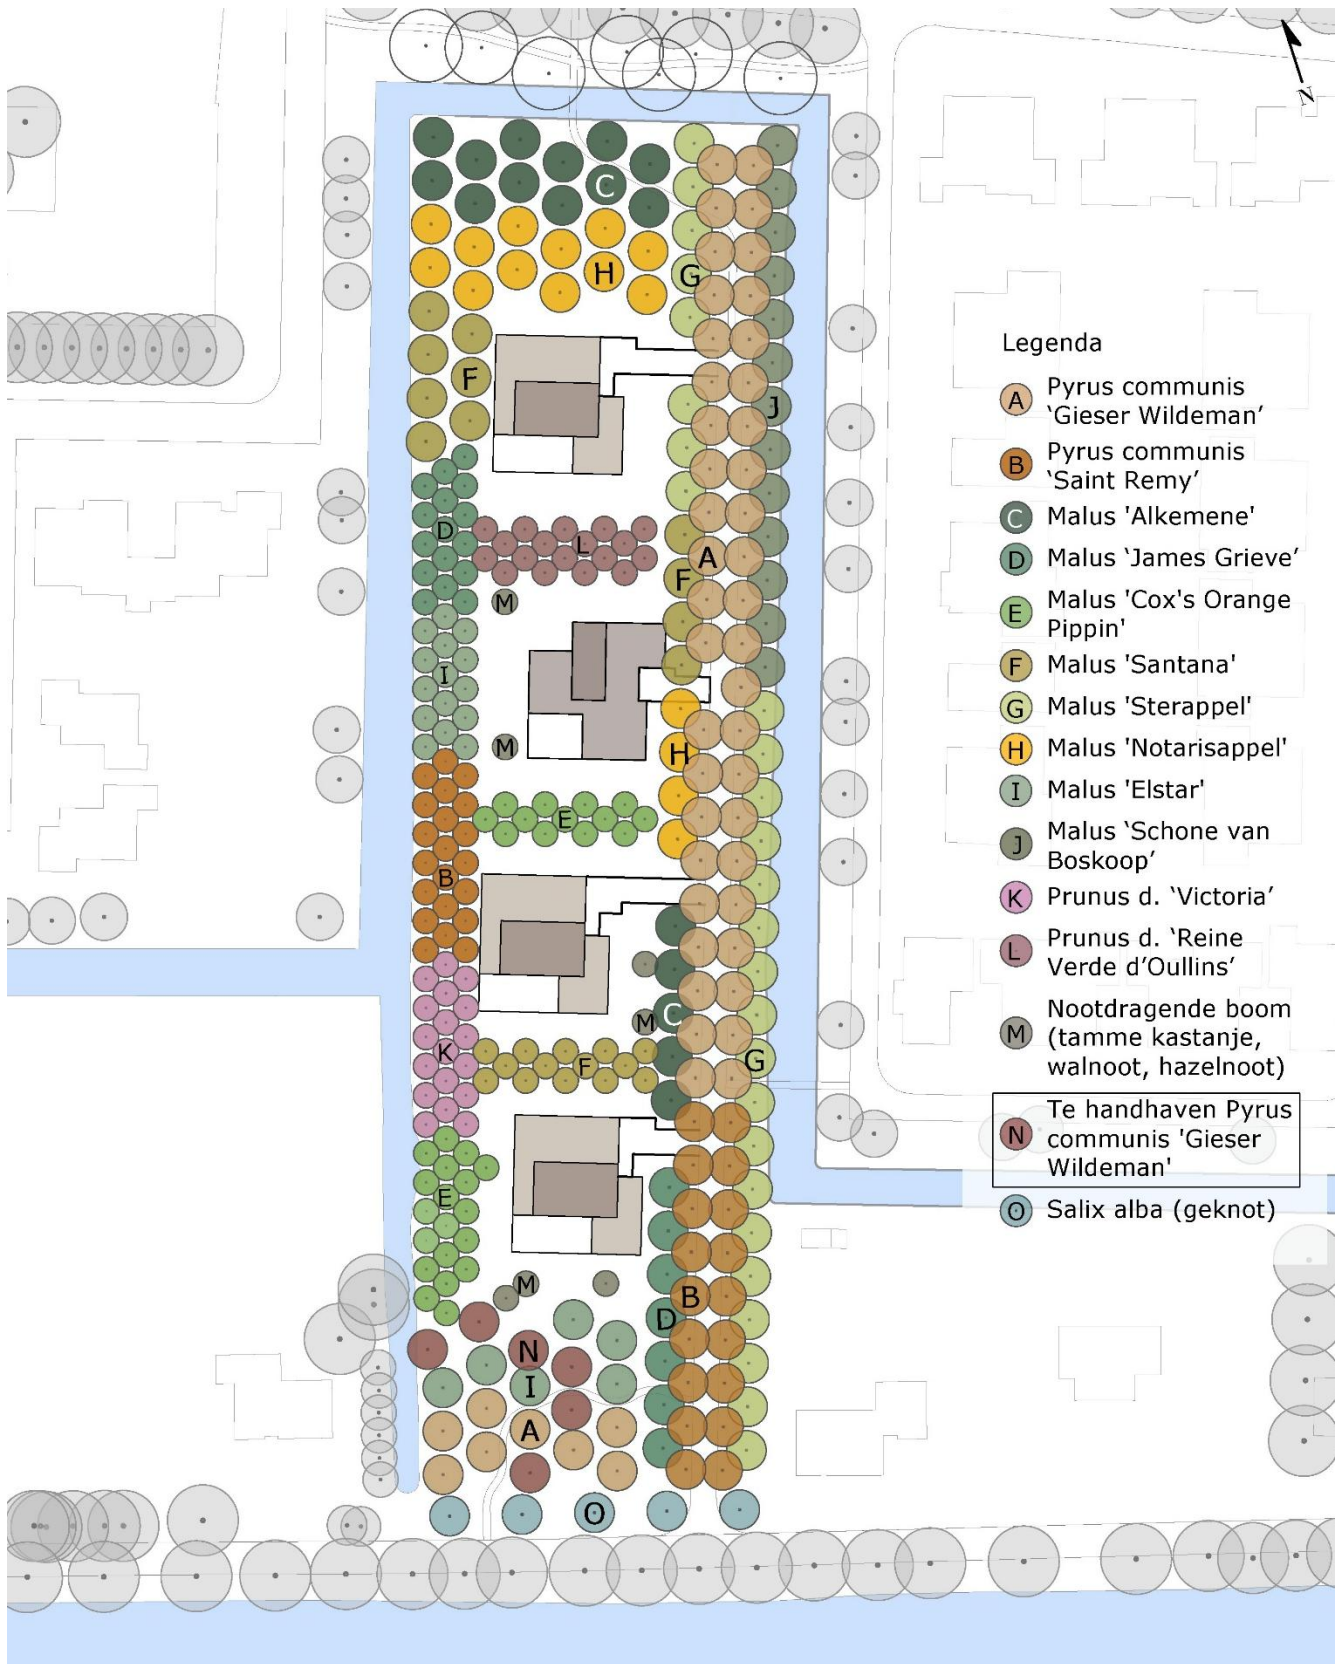 N
C
H
G
F
J
D
L
A
F
M
I
H
M
E
B
C
M
K
F
G
E
M
B
D
N
I
A
O
Legenda
A Pyrus communis
‘Gieser Wildeman’
B Pyrus communis
‘Saint Remy’
C Malus 'Alkemene'
D Malus ‘James Grieve’
E Malus 'Cox's Orange
Pippin'
F Malus 'Santana'
G Malus 'Sterappel'
H Malus 'Notarisappel'
I Malus 'Elstar'
J Malus ‘Schone van
Boskoop’
K Prunus d. ‘Victoria’
L Prunus d. ‘Reine
Verde d’Oullins’
M Nootdragende boom
(tamme kastanje,
walnoot, hazelnoot)
N Te handhaven Pyrus
communis 'Gieser
Wildeman'
O Salix alba (geknot)